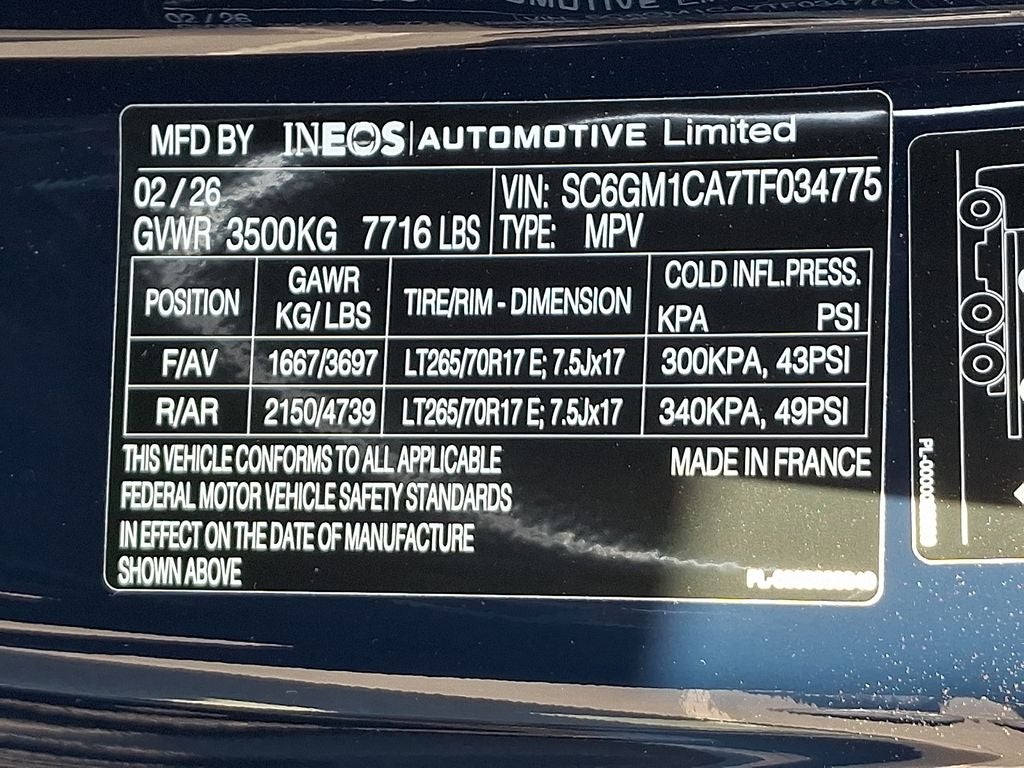 02/26
MFD BY INEOS | AUTOMOTIVE Limited
02/26
VIN: SC6GM1CA7TF034775
GVWR 3500KG 7716 LBS
TYPE: MPV
POSITION
GAWR
KG/LBS
TIRE/RIM - DIMENSION
COLD INFL.PRESS.
KPA PSI
F/AV 1667/3697 LT265/70R17 E; 7.5Jx17 300KPA, 43PSI
R/AR 2150/4739 LT265/70R17 E; 7.5Jx17 340KPA, 49PSI
THIS VEHICLE CONFORMS TO ALL APPLICABLE
FEDERAL MOTOR VEHICLE SAFETY STANDARDS
IN EFFECT ON THE DATE OF MANUFACTURE
SHOWN ABOVE
MADE IN FRANCE